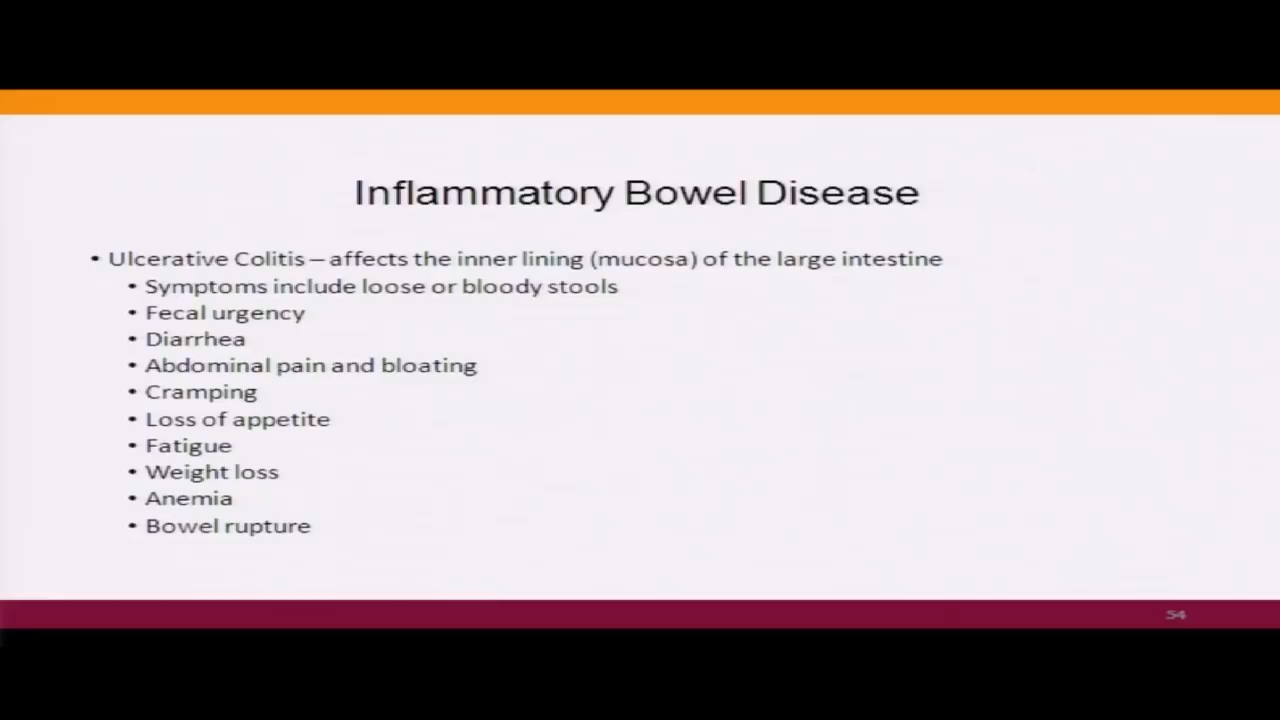 Inflammatory Bowel Disease
• Ulcerative Colitis – affects the inner lining (mucosa) of the large intestine
• Symptoms include loose or bloody stools
• Fecal urgency
• Diarrhea
• Abdominal pain and bloating
• Cramping
• Loss of appetite
• Fatigue
• Weight loss
• Anemia
• Bowel rupture
54